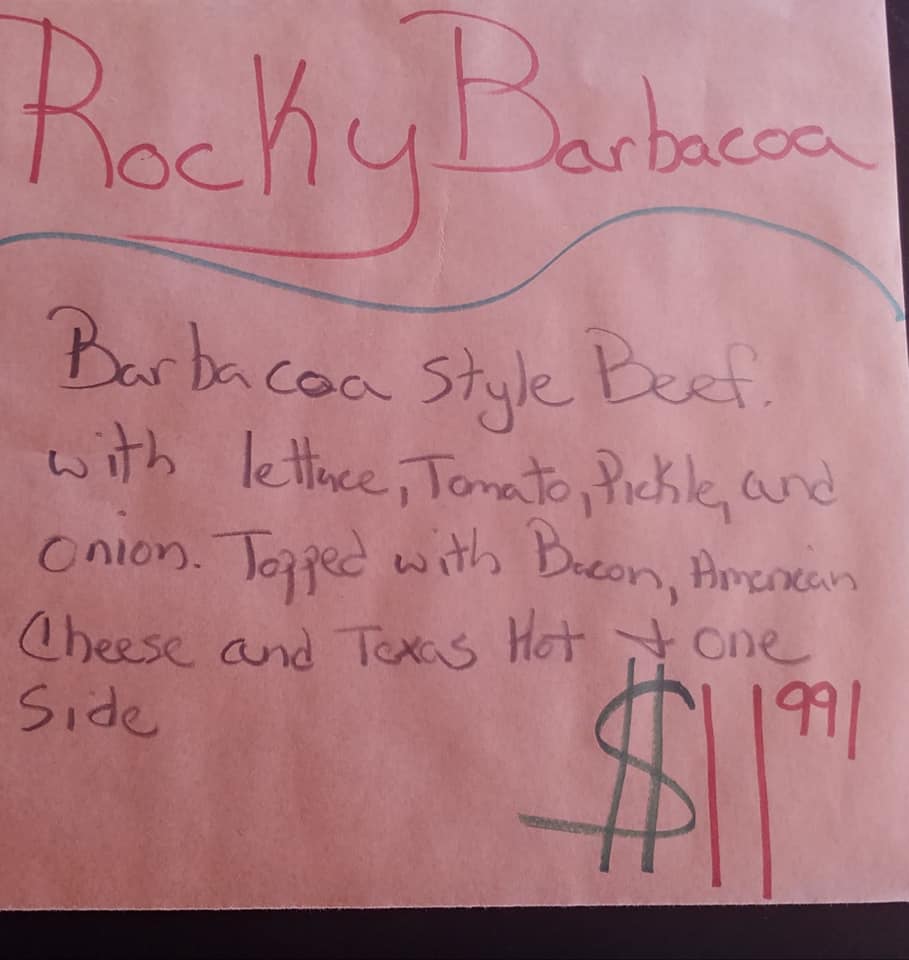 Rocky Barbacoa
Barbacoa Style Beef.
with lettuce, Tomato, Pickle, and
Onion. Topped with Bacon, American
Cheese and Texas Hot + one
Side
$11 991